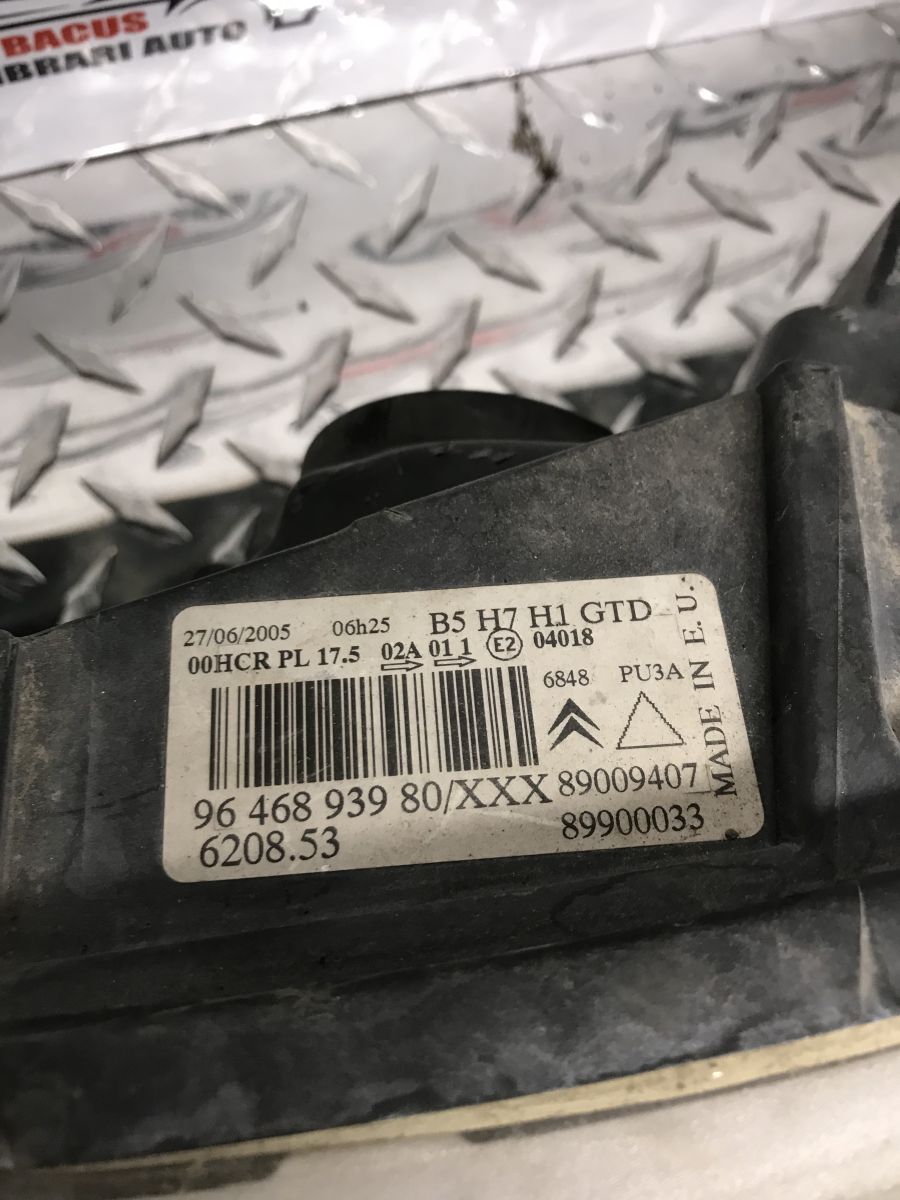 BACUS
MBRARI AUTO
27/06/2005 06h25 B5 H7 H1 GTD
00HCR PL 17.5 02A 01 1 E2 04018
6848 PU3A
96 468 939 80/XXX 89009407
6208.53 89900033
MADE IN E.U.